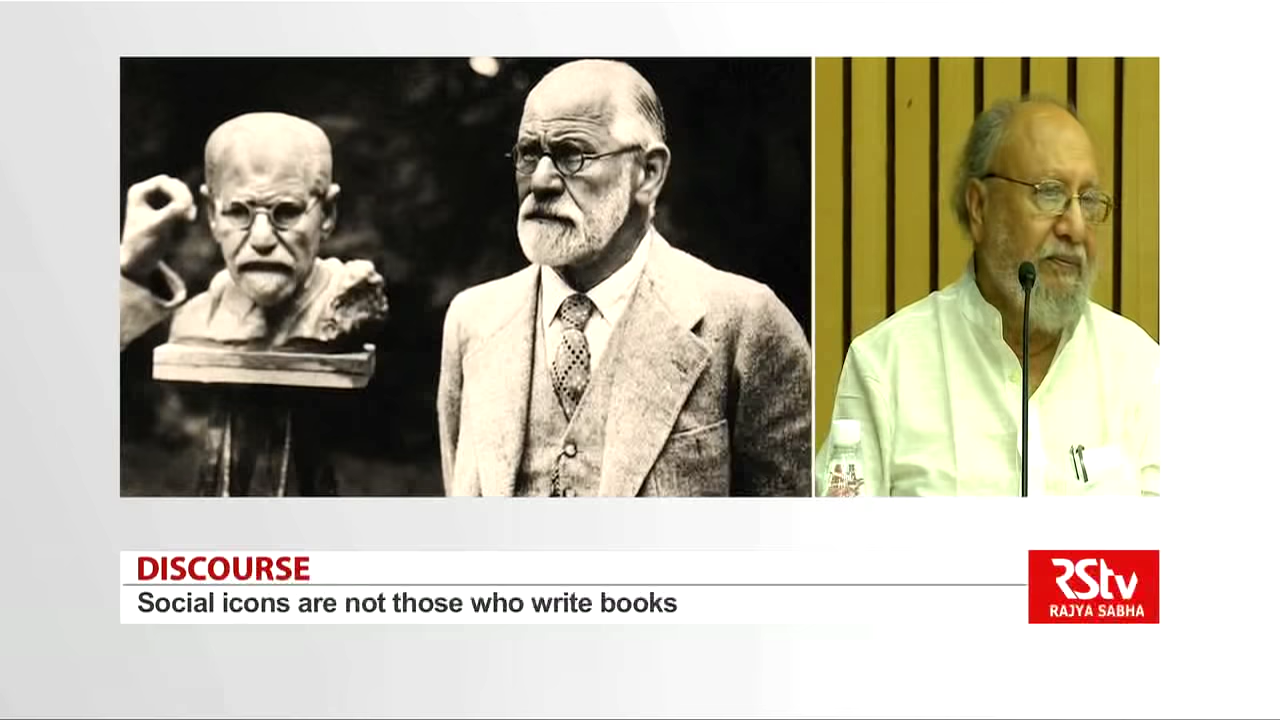 DISCOURSE
Social icons are not those who write books
RStv
RAJYA SABHA